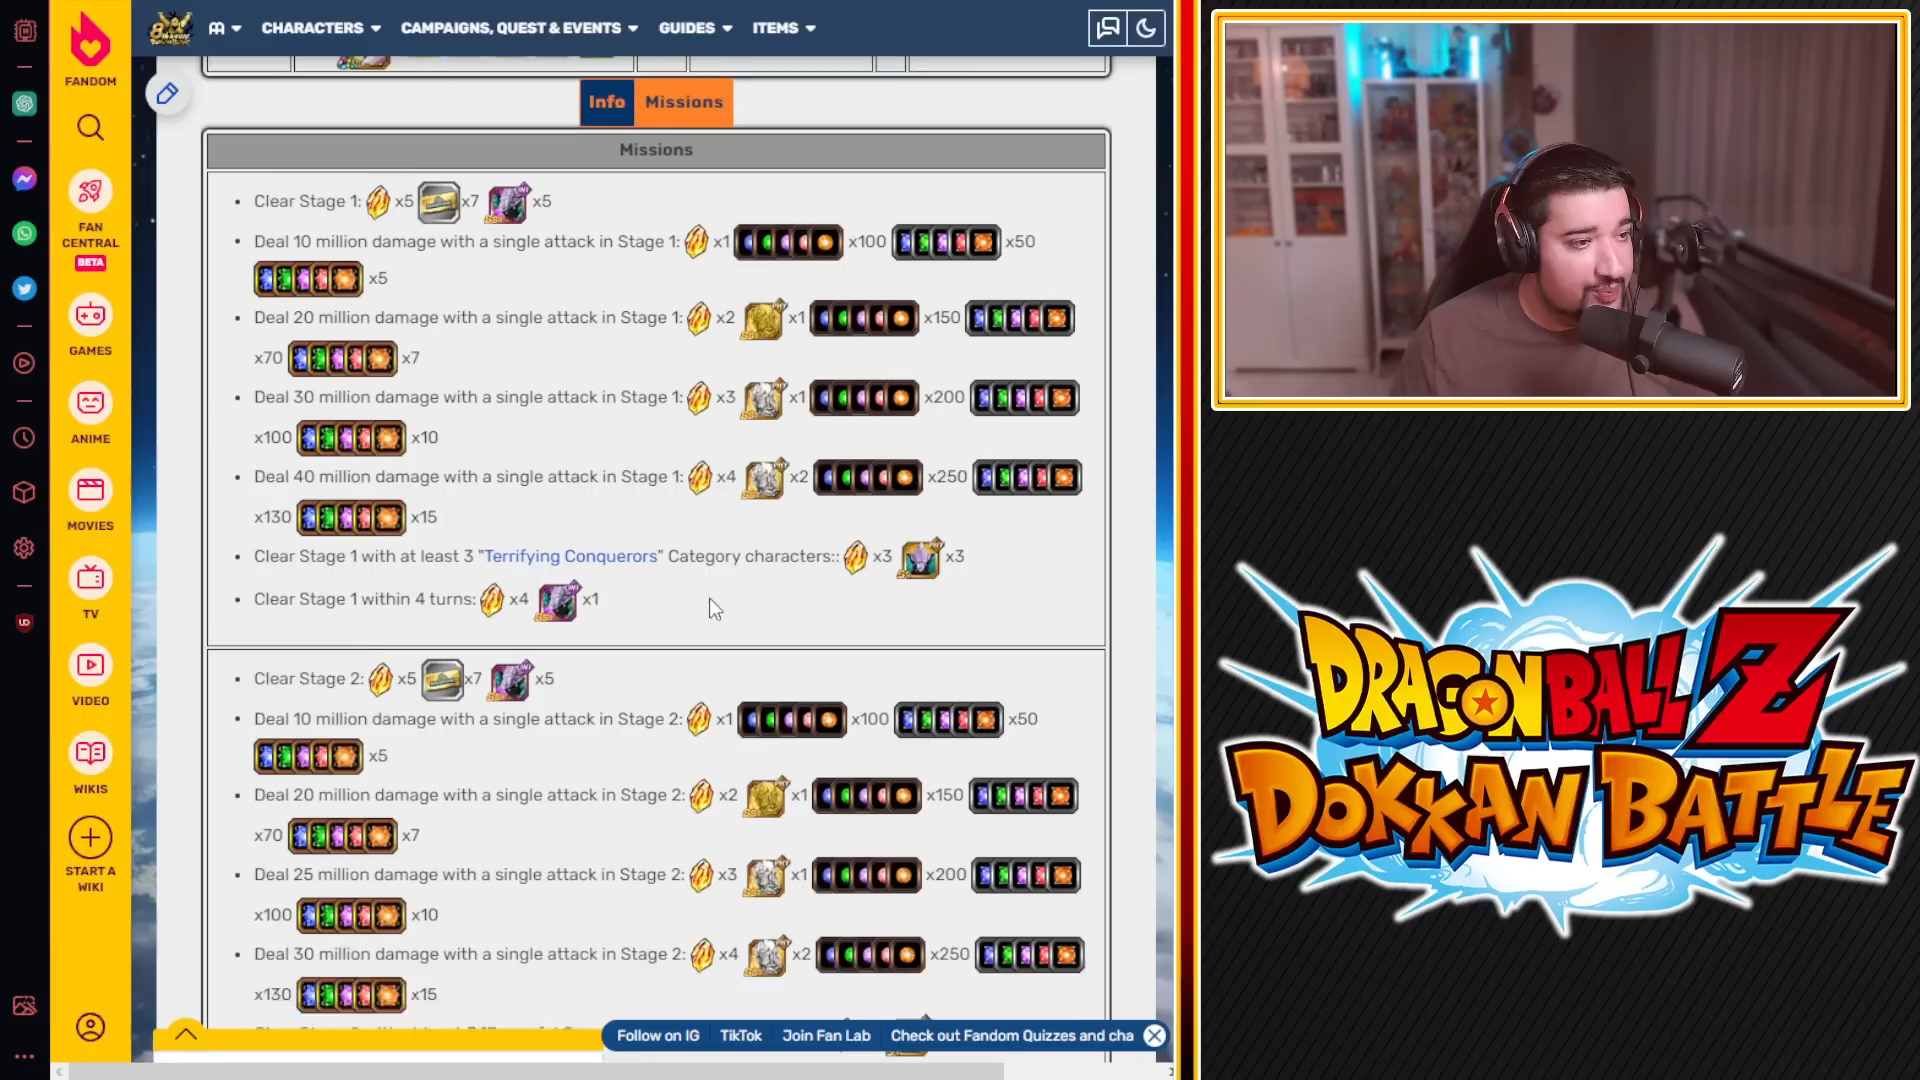 CHARACTERS CAMPAIGNS, QUEST & EVENTS GUIDES ITEMS
FANDOM
FAN
CENTRAL
BETA
GAMES
ANIME
MOVIES
TV
VIDEO
WIKIS
START A
WIKI
Info Missions
Missions
Clear Stage 1: x5 x7 x5
Deal 10 million damage with a single attack in Stage 1: x1 x100 x50
x5
Deal 20 million damage with a single attack in Stage 1: x2 x1 x150
x70 x7
Deal 30 million damage with a single attack in Stage 1: x3 x1 x200
x100 x10
Deal 40 million damage with a single attack in Stage 1: x4 x2 x250
x130 x15
Clear Stage 1 with at least 3 "Terrifying Conquerors" Category characters:: x3 x3
Clear Stage 1 within 4 turns: x4 x1
Clear Stage 2: x5 x7 x5
Deal 10 million damage with a single attack in Stage 2: x1 x100 x50
x5
Deal 20 million damage with a single attack in Stage 2: x2 x1 x150
x70 x7
Deal 25 million damage with a single attack in Stage 2: x3 x1 x200
x100 x10
Deal 30 million damage with a single attack in Stage 2: x4 x2 x250
x130 x15
Follow on IG TikTok Join Fan Lab Check out Fandom Quizzes and cha
DRAGON BALL Z
DOKKAN BATTLE